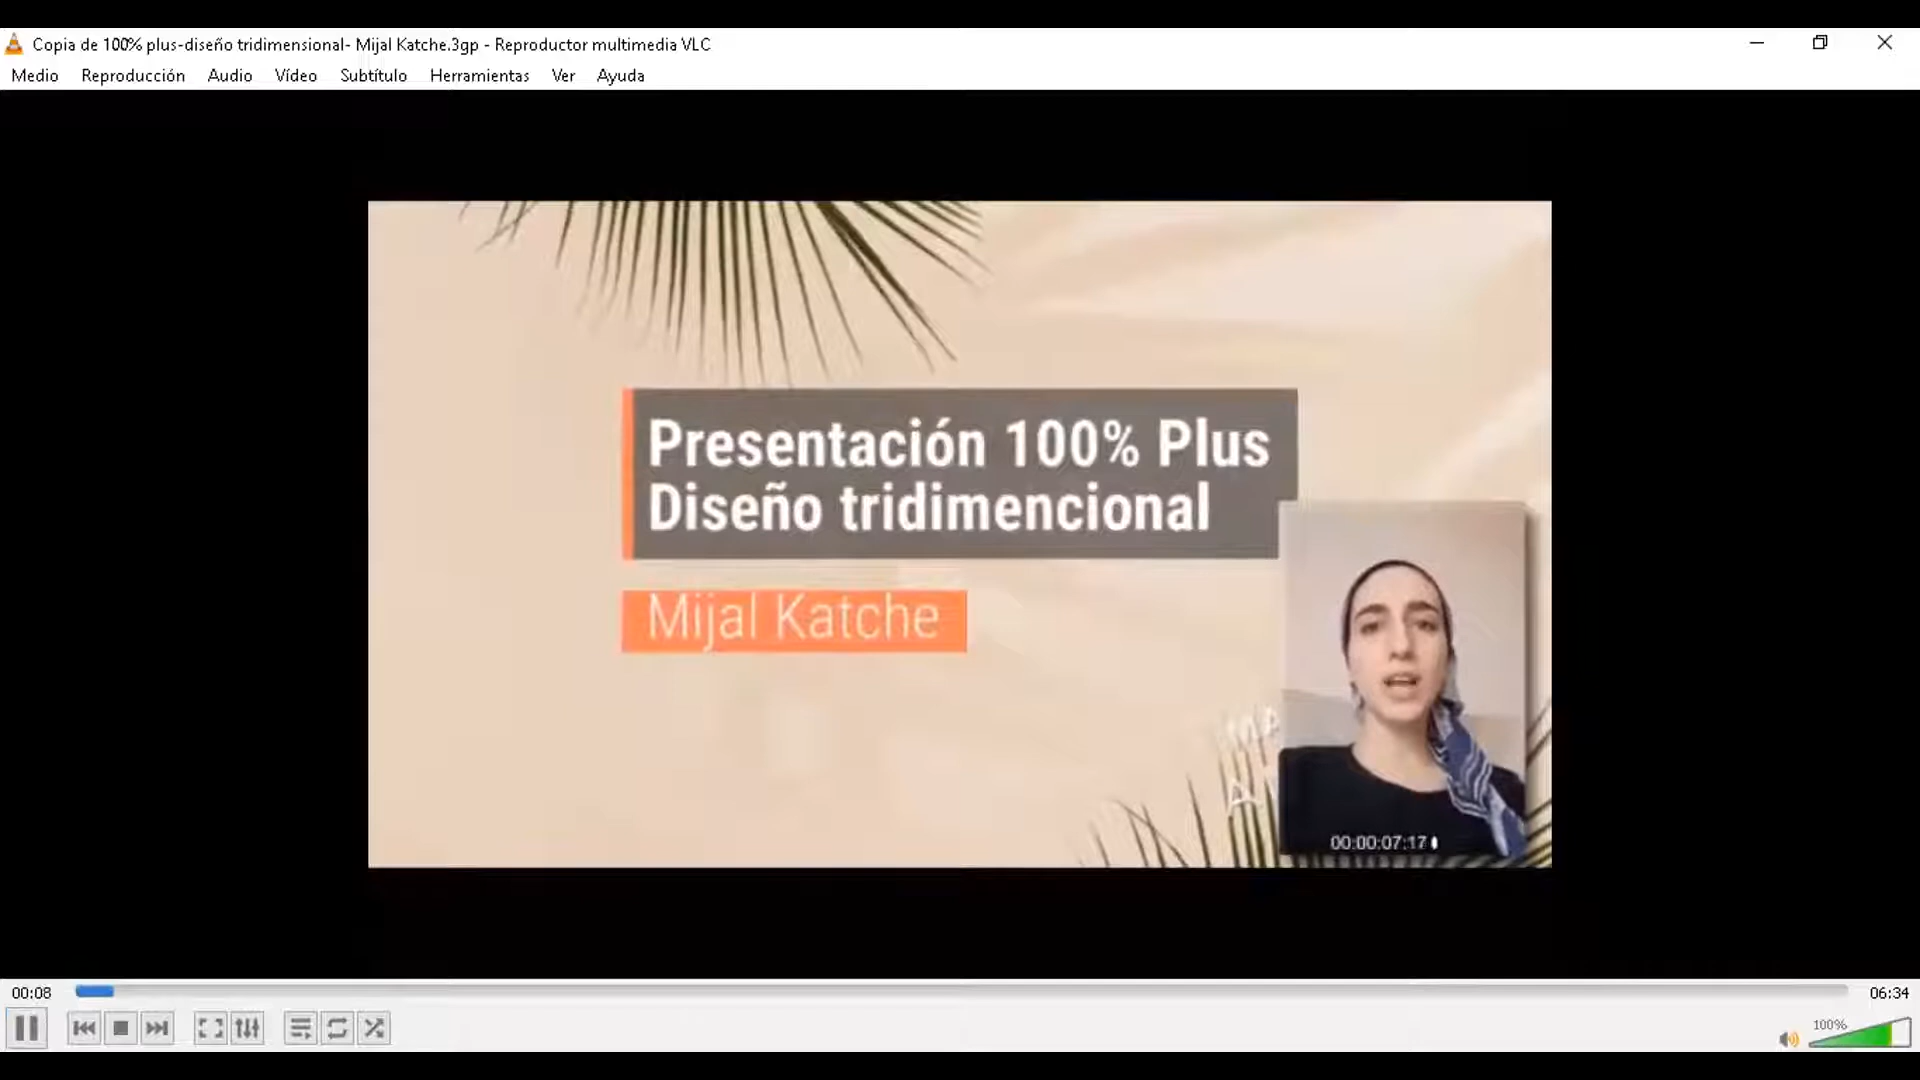 Copia de 100% plus-diseño tridimensional- Mijal Katche.3gp - Reproductor multimedia VLC
Medio Reproducción Audio Vídeo Subtítulo Herramientas Ver Ayuda
Presentación 100% Plus
Diseño tridimencional
Mijal Katche
00:00:07:17
00:08
06:34
100%